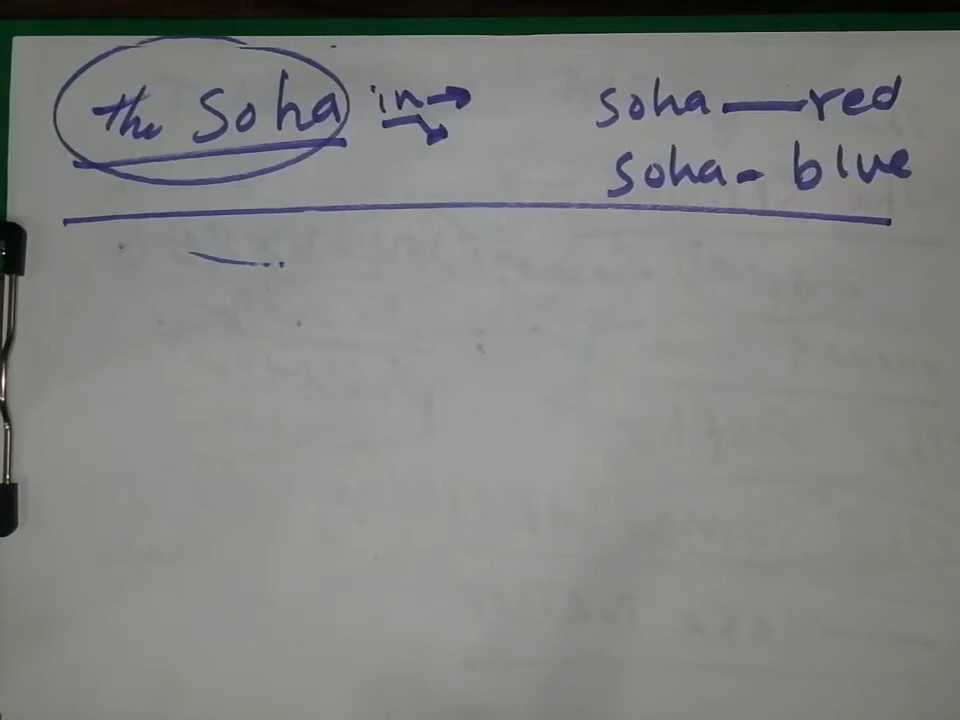 the Soha in → soha — red
→ soha - blue